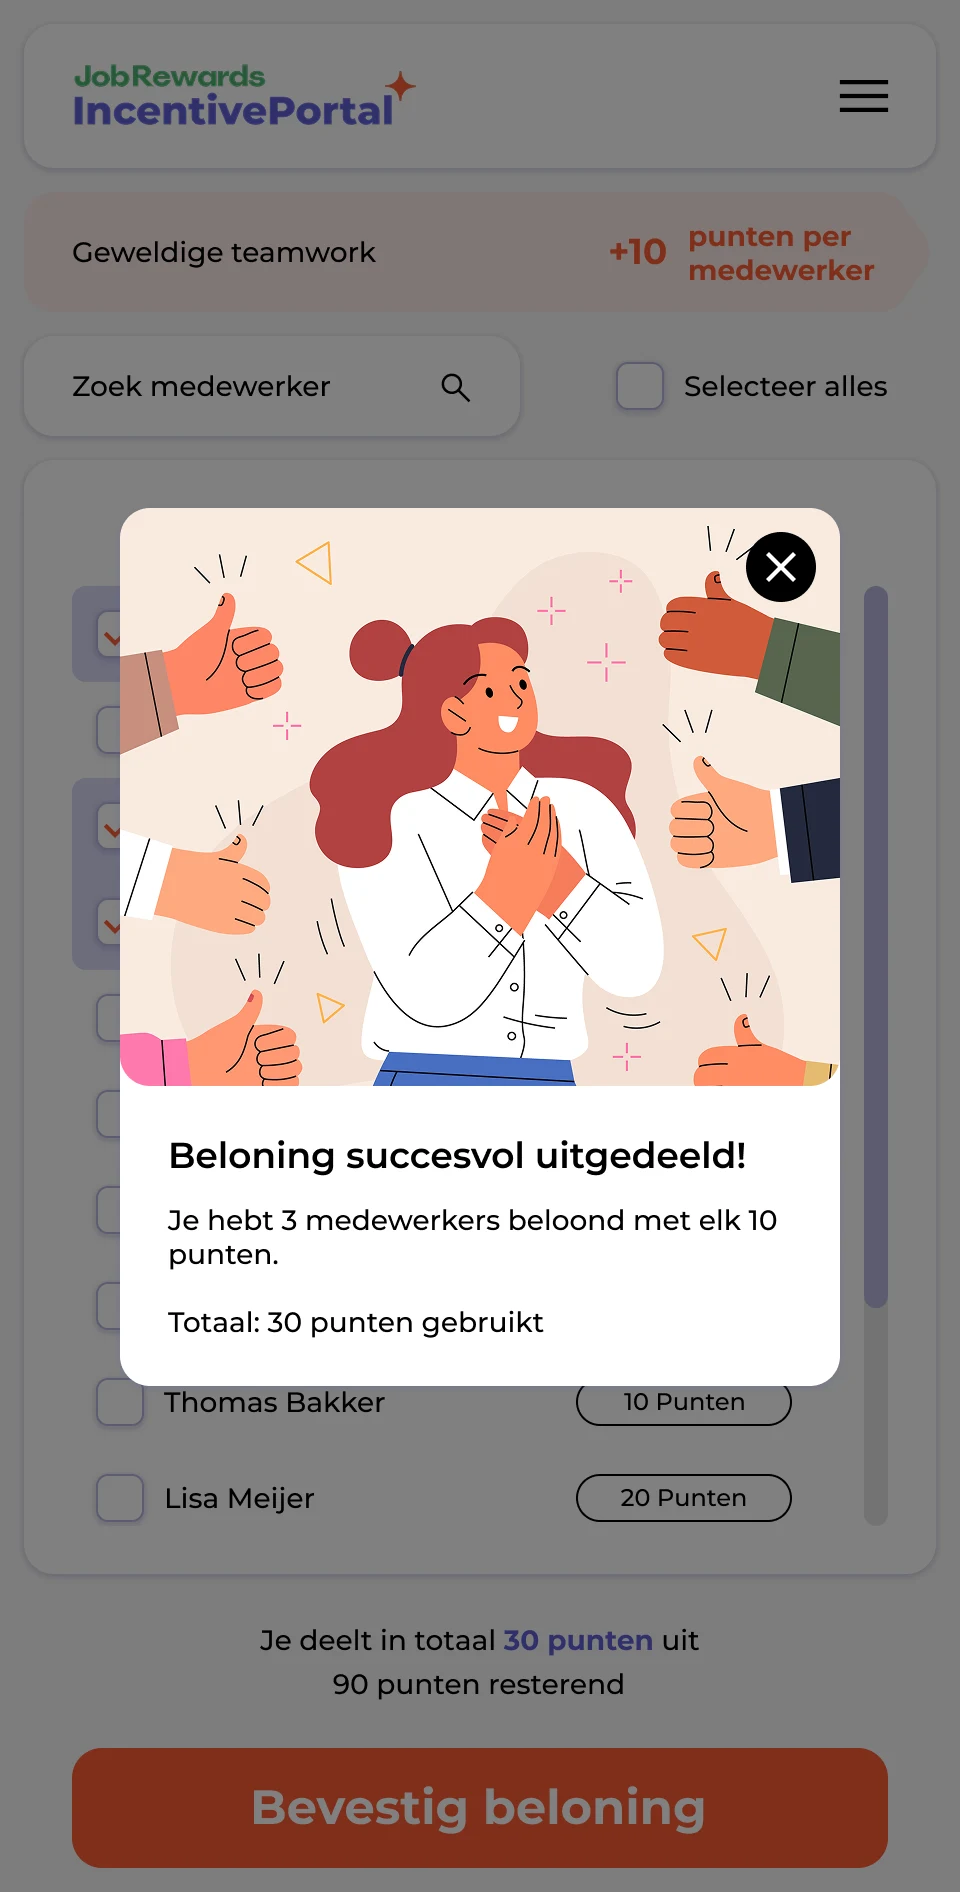 JobRewards
IncentivePortal
Geweldige teamwork
+10
punten per
medewerker
Zoek medewerker
Selecteer alles
Beloning succesvol uitgedeeld!
Je hebt 3 medewerkers beloond met elk 10
punten.
Totaal: 30 punten gebruikt
Thomas Bakker
10 Punten
Lisa Meijer
20 Punten
Je deelt in totaal 30 punten uit
90 punten resterend
Bevestig beloning